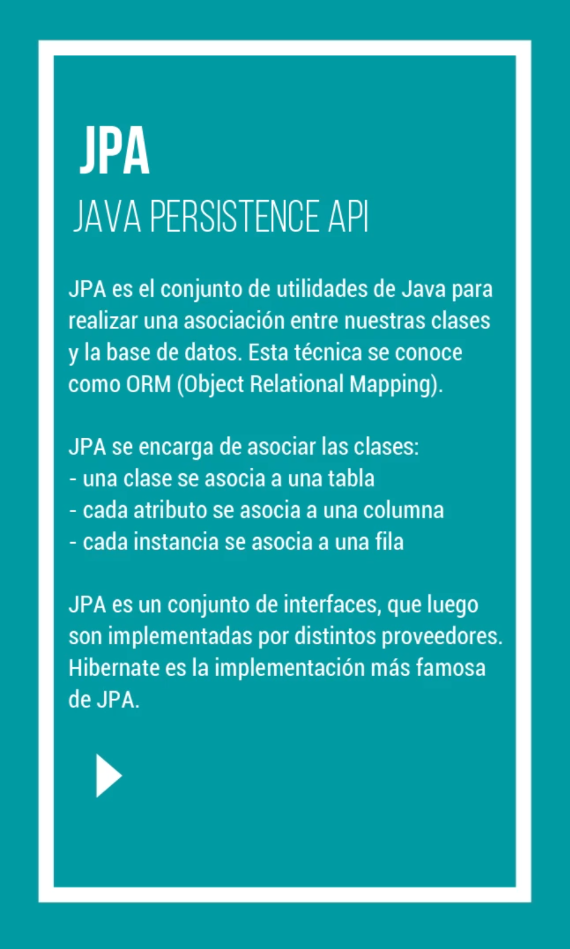 JPA
JAVA PERSISTENCE API
JPA es el conjunto de utilidades de Java para
realizar una asociación entre nuestras clases
y la base de datos. Esta técnica se conoce
como ORM (Object Relational Mapping).
JPA se encarga de asociar las clases:
- una clase se asocia a una tabla
- cada atributo se asocia a una columna
- cada instancia se asocia a una fila
JPA es un conjunto de interfaces, que luego
son implementadas por distintos proveedores.
Hibernate es la implementación más famosa
de JPA.